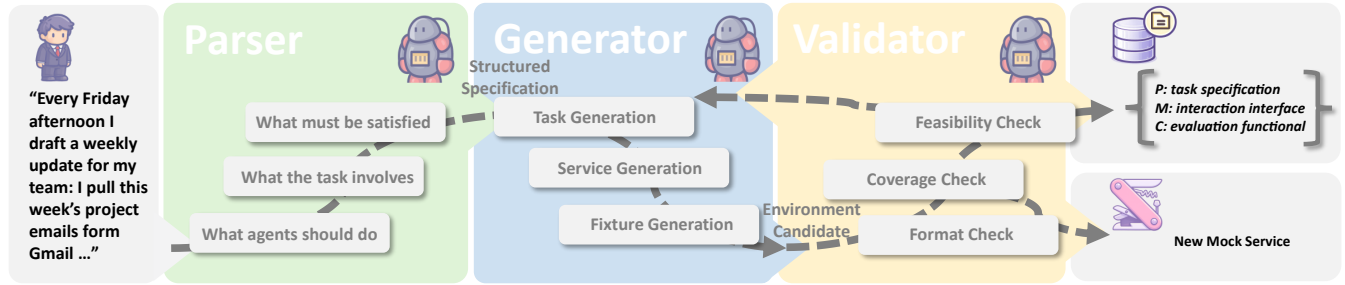 “Every Friday
afternoon I
draft a weekly
update for my
team: I pull this
week’s project
emails form
Gmail ...”
Parser
What must be satisfied
What the task involves
What agents should do
Structured
Specification
Generator
Task Generation
Service Generation
Fixture Generation
Environment
Candidate
Validator
Feasibility Check
Coverage Check
Format Check
P: task specification
M: interaction interface
C: evaluation functional
New Mock Service